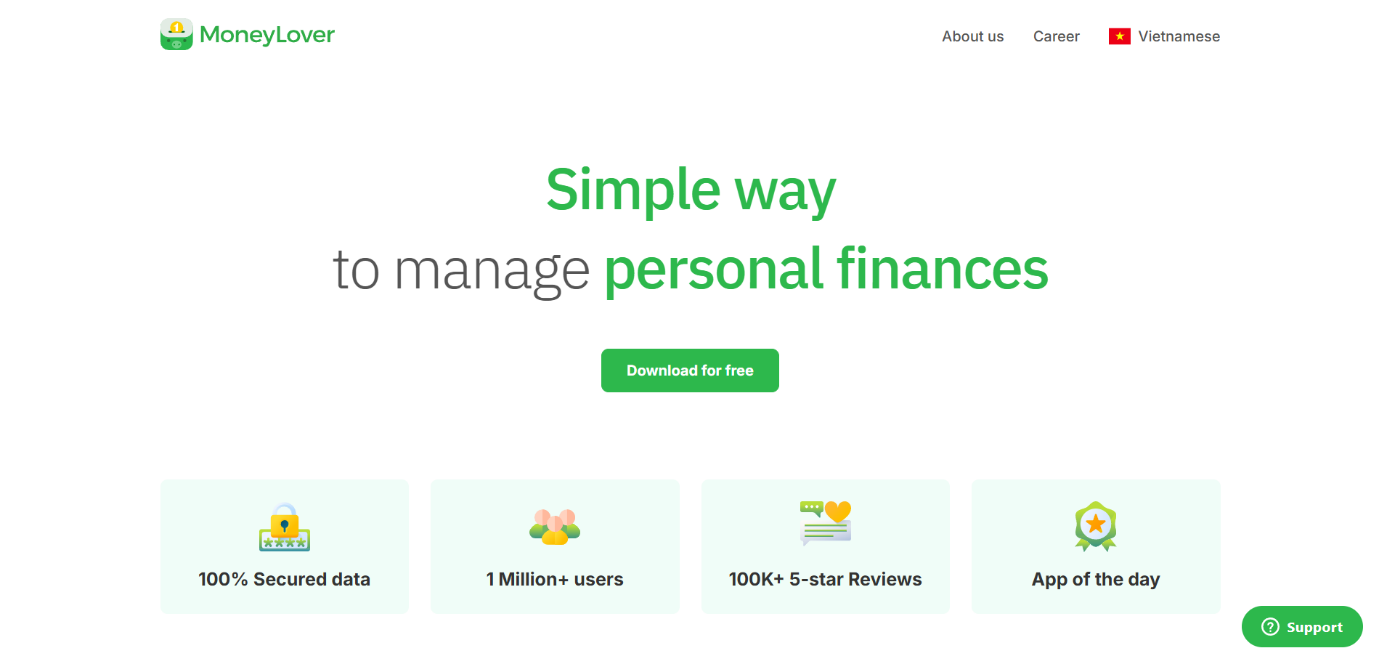 MoneyLover
About us
Career
Vietnamese
Simple way
to manage personal finances
Download for free
100% Secured data
1 Million+ users
100K+ 5-star Reviews
App of the day
Support